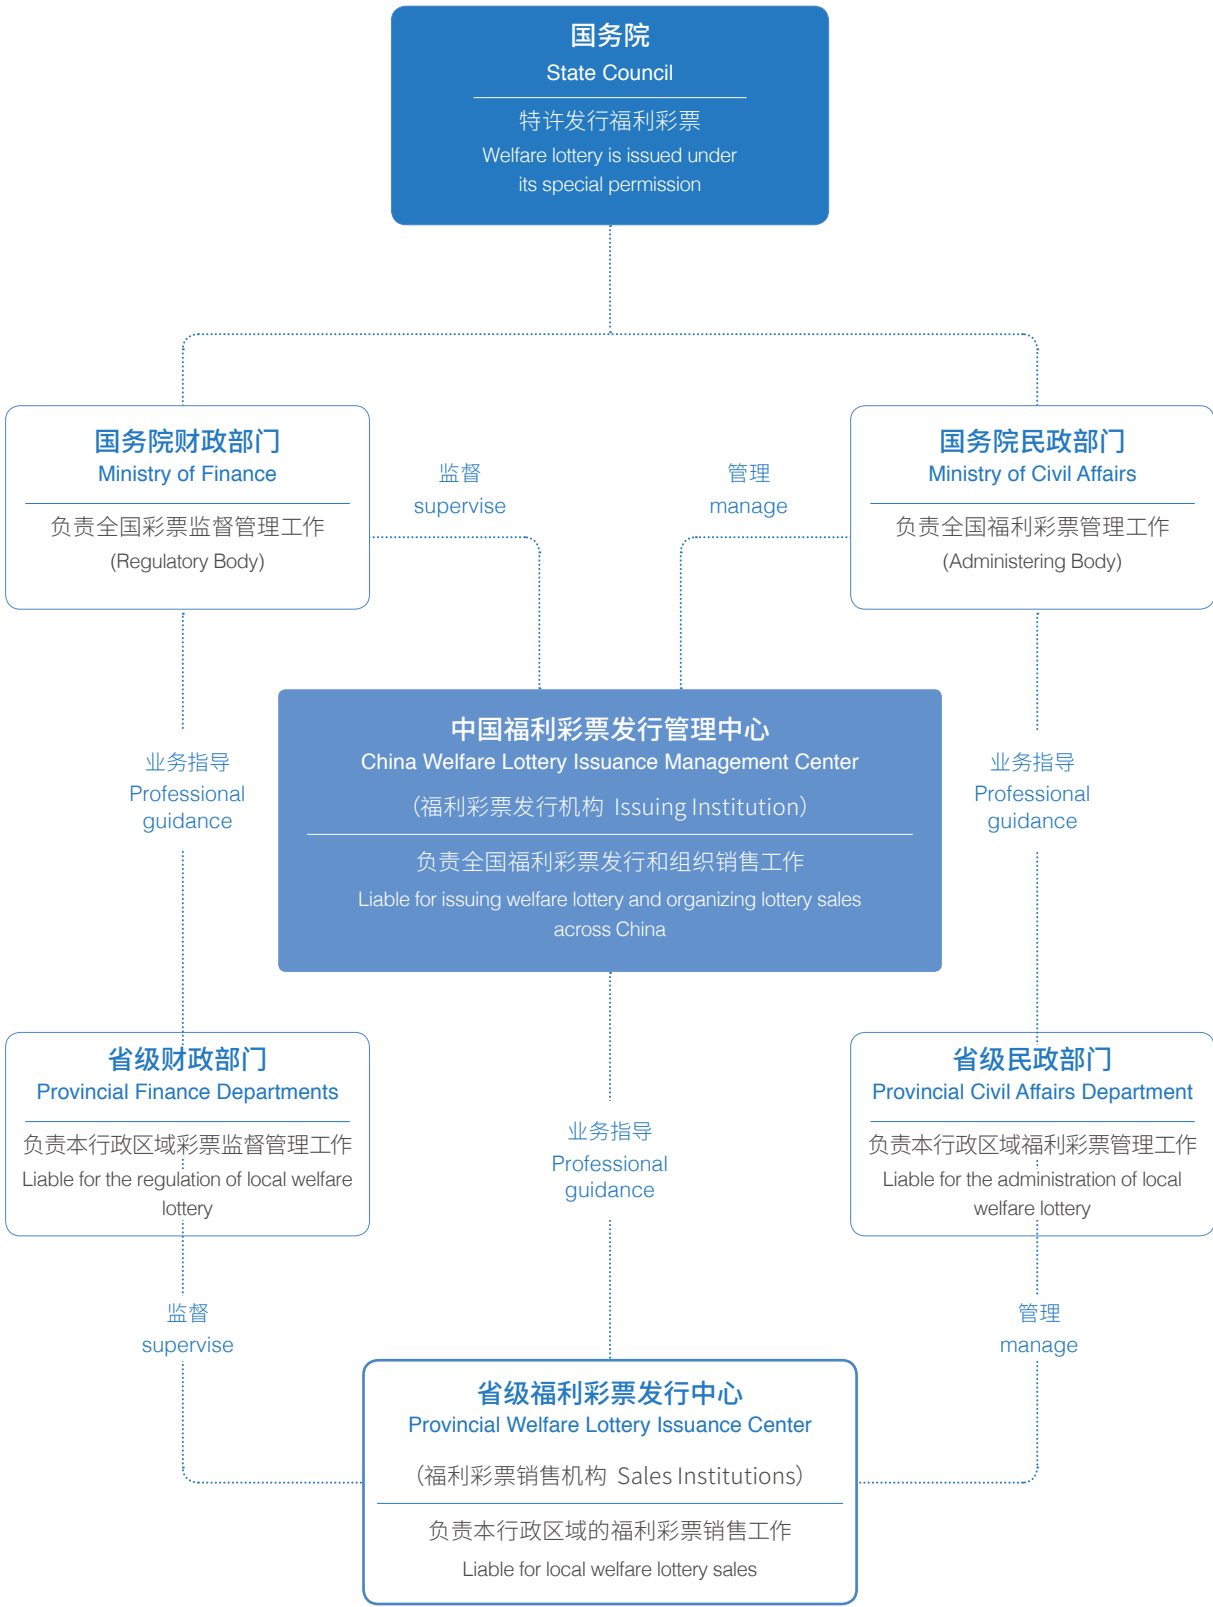 国务院
State Council
特许发行福利彩票
Welfare lottery is issued under
its special permission
国务院财政部门
Ministry of Finance
负责全国彩票监督管理工作
(Regulatory Body)
监督
supervise
管理
manage
国务院民政部门
Ministry of Civil Affairs
负责全国福利彩票管理工作
(Administering Body)
业务指导
Professional
guidance
中国福利彩票发行管理中心
China Welfare Lottery Issuance Management Center
（福利彩票发行机构 Issuing Institution）
负责全国福利彩票发行和组织销售工作
Liable for issuing welfare lottery and organizing lottery sales
across China
业务指导
Professional
guidance
省级财政部门
Provincial Finance Departments
负责本行政区域彩票监督管理工作
Liable for the regulation of local welfare
lottery
业务指导
Professional
guidance
省级民政部门
Provincial Civil Affairs Department
负责本行政区域福利彩票管理工作
Liable for the administration of local
welfare lottery
监督
supervise
管理
manage
省级福利彩票发行中心
Provincial Welfare Lottery Issuance Center
（福利彩票销售机构 Sales Institutions）
负责本行政区域的福利彩票销售工作
Liable for local welfare lottery sales